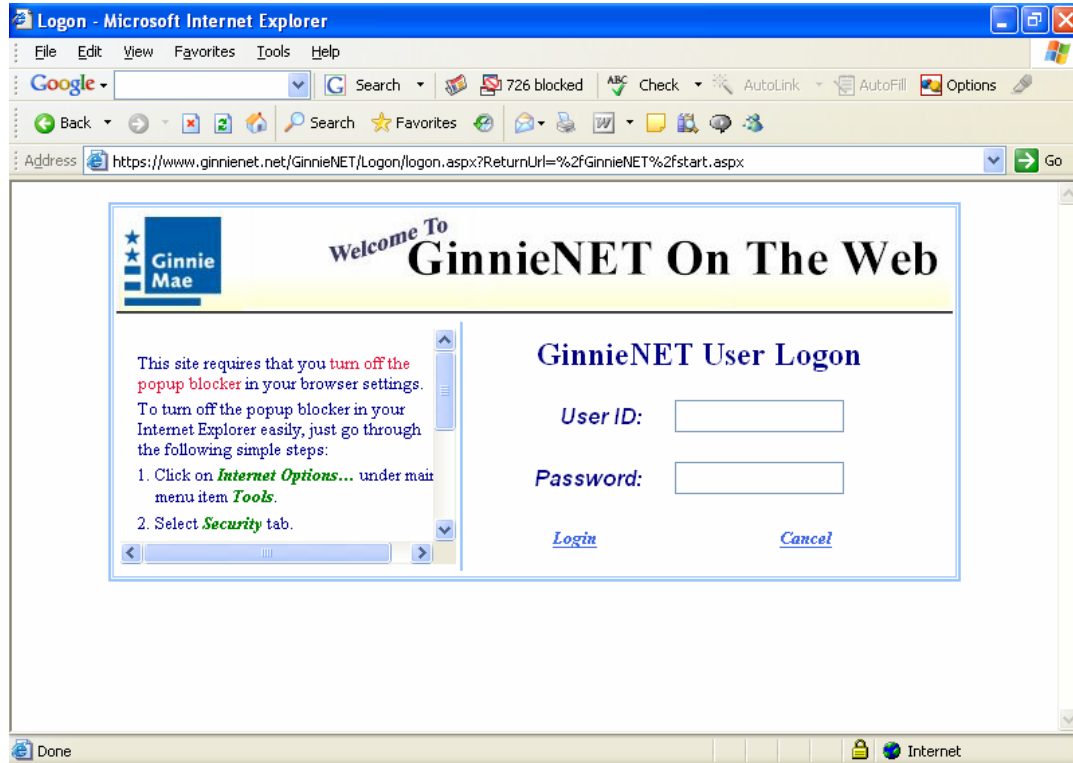 Logon - Microsoft Internet Explorer
File Edit View Favorites Tools Help
Google Search 726 blocked ABC Check AutoLink AutoFill Options
Back Search Favorites
Address https://www.ginnienet.net/GinnieNET/Logon/logon.aspx?ReturnUrl=%2fGinnieNET%2fstart.aspx Go
Ginnie
Mae
Welcome To
GinnieNET On The Web
This site requires that you turn off the
popup blocker in your browser settings.
To turn off the popup blocker in your
Internet Explorer easily, just go through
the following simple steps:
1. Click on Internet Options... under main
menu item Tools.
2. Select Security tab.
GinnieNET User Logon
User ID:
Password:
Login Cancel
Done Internet